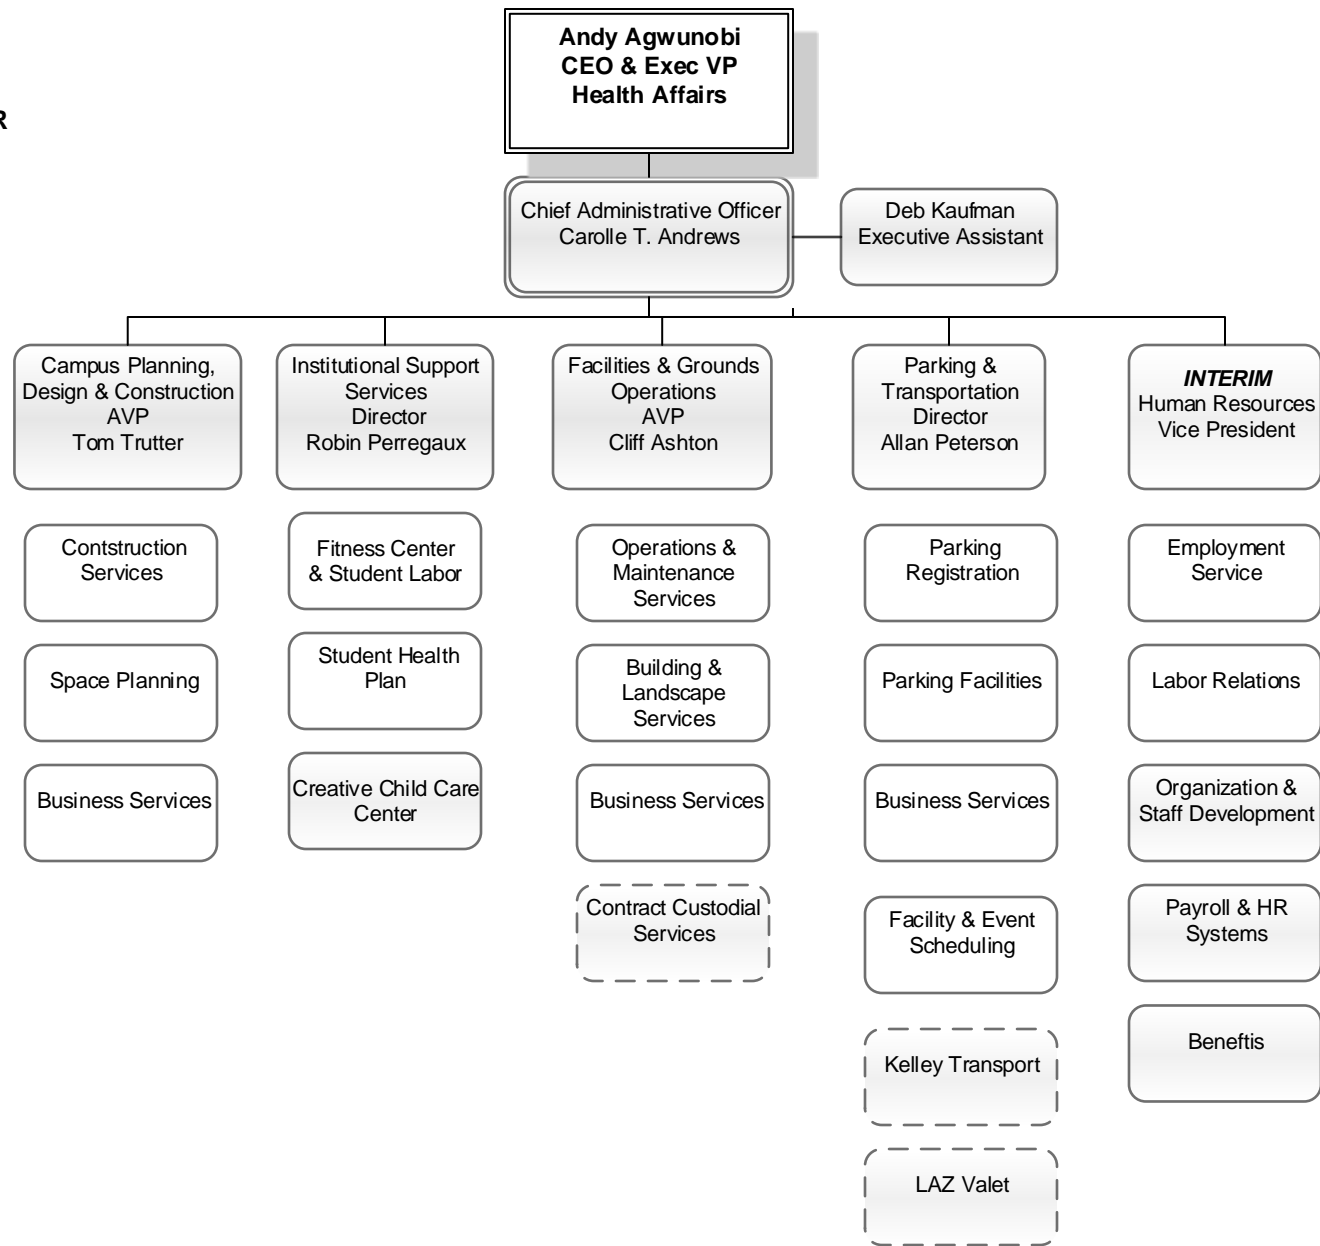 Andy Agwunobi
CEO & Exec VP
Health Affairs
R
Chief Administrative Officer
Carolle T. Andrews
Deb Kaufman
Executive Assistant
Campus Planning,
Design & Construction
AVP
Tom Trutter
Institutional Support
Services
Director
Robin Perregaux
Facilities & Grounds
Operations
AVP
Cliff Ashton
Parking &
Transportation
Director
Allan Peterson
INTERIM
Human Resources
Vice President
Contstruction
Services
Space Planning
Business Services
Fitness Center
& Student Labor
Student Health
Plan
Creative Child Care
Center
Operations &
Maintenance
Services
Building &
Landscape
Services
Business Services
Contract Custodial
Services
Parking
Registration
Parking Facilities
Business Services
Facility & Event
Scheduling
Kelley Transport
LAZ Valet
Employment
Service
Labor Relations
Organization &
Staff Development
Payroll & HR
Systems
Beneftis